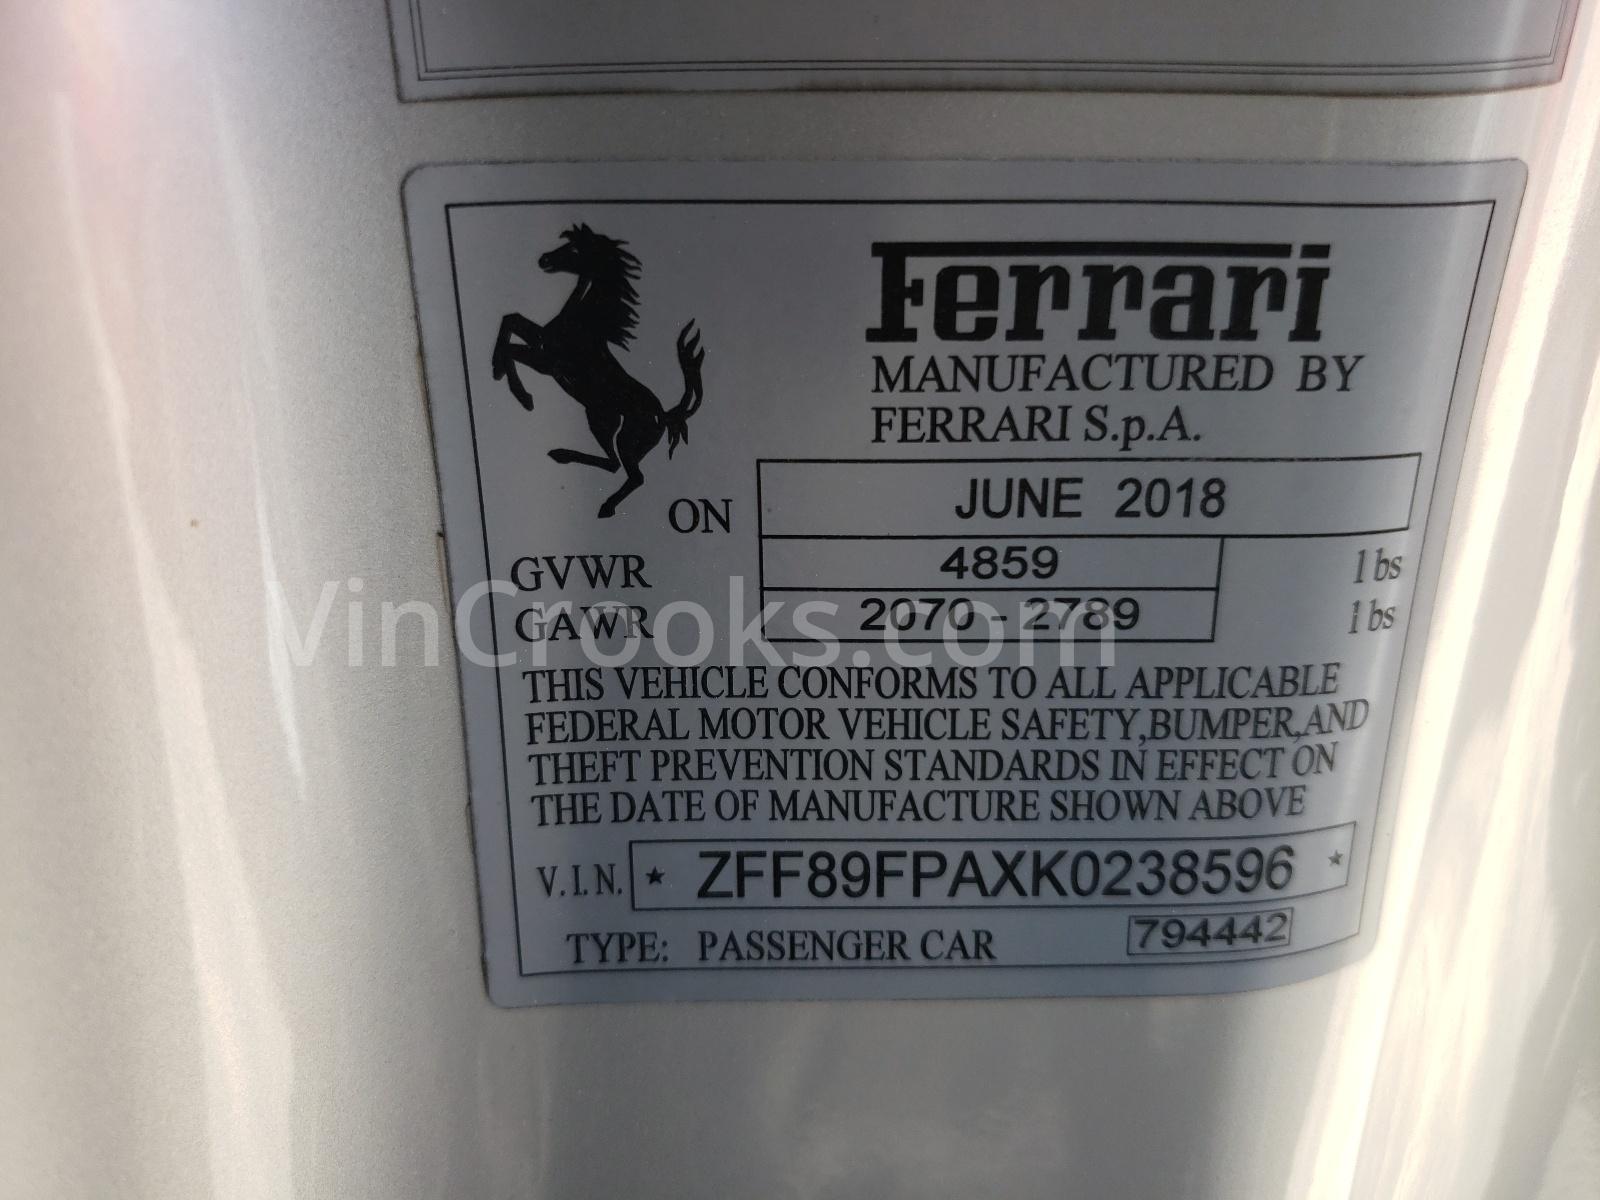 Ferrari
MANUFACTURED BY
FERRARI S.p.A.
ON JUNE 2018
GVWR 4859 lbs
GAWR 2070 - 2789 lbs
VinCrooks.com
THIS VEHICLE CONFORMS TO ALL APPLICABLE
FEDERAL MOTOR VEHICLE SAFETY,BUMPER,AND
THEFT PREVENTION STANDARDS IN EFFECT ON
THE DATE OF MANUFACTURE SHOWN ABOVE
V.I.N. ★ ZFF89FPAXK0238596 ★
TYPE: PASSENGER CAR 794442